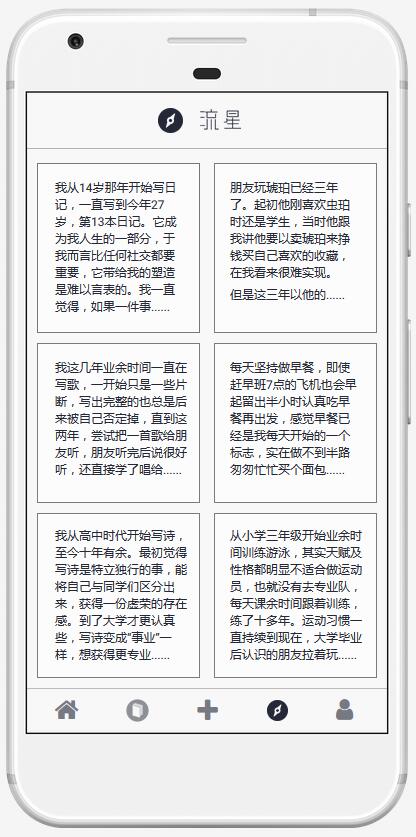 流星
我从14岁那年开始写日
记，一直写到今年27
岁，第13本日记。它成
为我人生的一部分，于
我而言比任何社交都要
重要，它带给我的塑造
是难以言表的。我一直
觉得，如果一件事......
朋友玩琥珀已经三年
了。起初他刚喜欢虫珀
时还是学生，当时他跟
我讲他要以卖琥珀来挣
钱买自己喜欢的收藏，
在我看来很难实现。
但是这三年以他的......
我这几年业余时间一直在
写歌，一开始只是一些片
断，写出完整的也总是后
来被自己否定掉，直到这
两年，尝试把一首歌给朋
友听，朋友听完后说很好
听，还直接学了唱给......
每天坚持做早餐，即使
赶早班7点的飞机也会早
起留出半小时认真吃早
餐再出发，感觉早餐已
经是我每天开始的一个
标志，实在做不到半路
匆匆忙忙买个面包......
我从高中时代开始写诗，
至今十年有余。最初觉得
写诗是特立独行的事，能
将自己与同学们区分出
来，获得一份虚荣的存在
感。到了大学才更认真
些，写诗变成“事业”一
样，想获得更专业......
从小学三年级开始业余时
间训练游泳，其实天赋及
性格都明显不适合做运动
员，也就没有去专业队，
每天课余时间跟着训练，
练了十多年。运动习惯一
直持续到现在，大学毕业
后认识的朋友拉着玩......